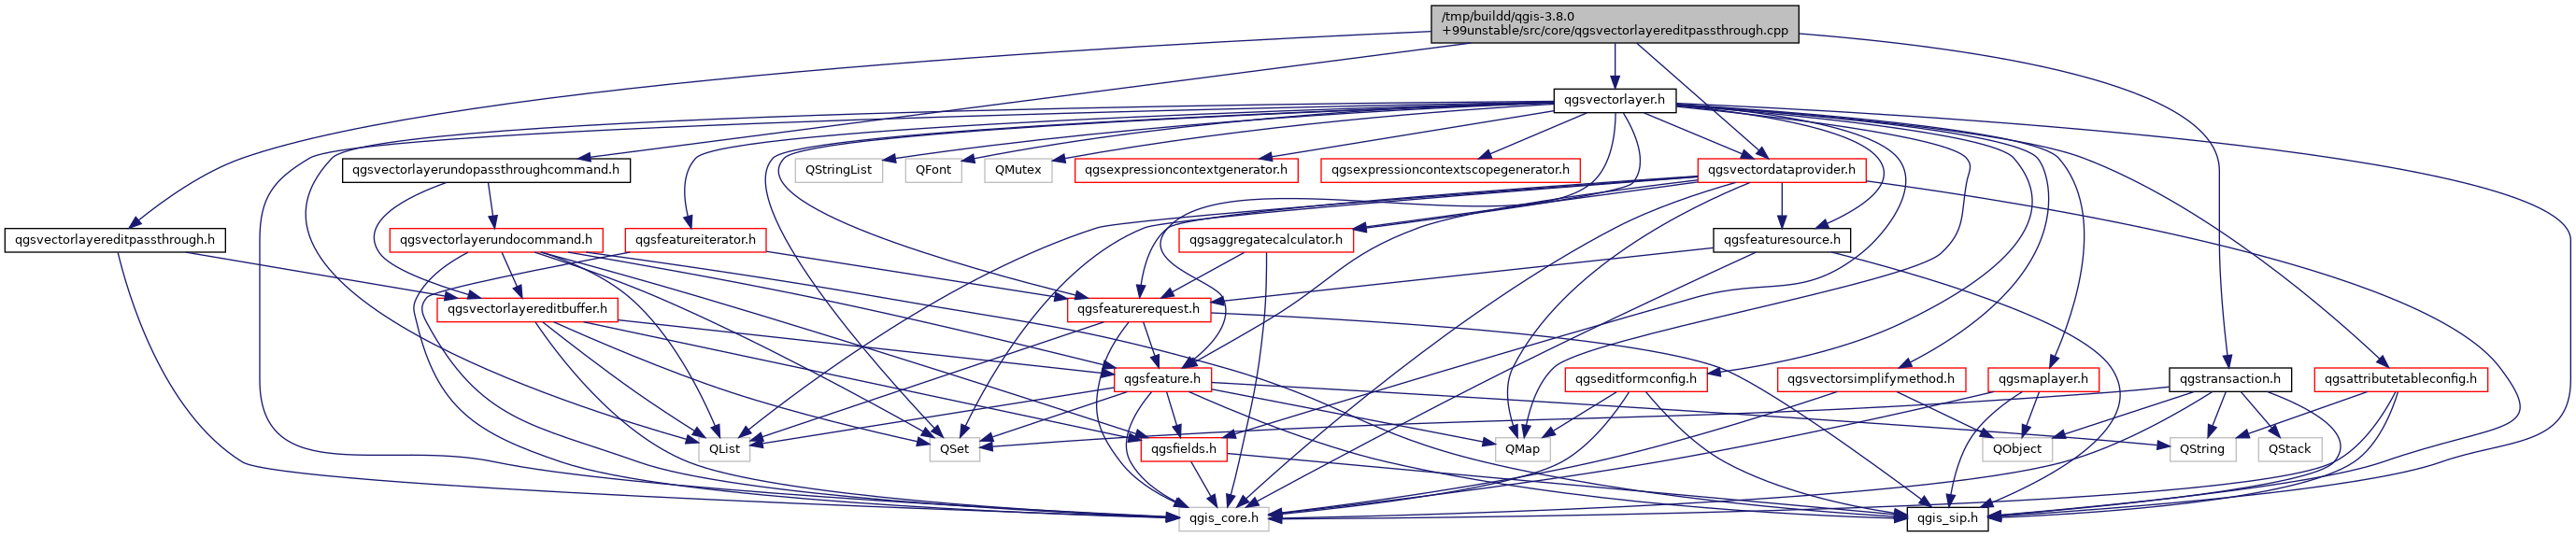 /tmp/buildd/qgis-3.8.0
+99unstable/src/core/qgsvectorlayereditpassthrough.cpp
qgsvectorlayer.h
qgsvectorlayerundopassthroughcommand.h
QStringList
QFont
QMutex
qgsexpressioncontextgenerator.h
qgsexpressioncontextscopegenerator.h
qgsvectordataprovider.h
qgsvectorlayereditpassthrough.h
qgsvectorlayerundocommand.h
qgsfeatureiterator.h
qgsaggregatecalculator.h
qgsfeaturesource.h
qgsvectorlayereditbuffer.h
qgsfeaturerequest.h
qgsfeature.h
qgseditformconfig.h
qgsvectorsimplifymethod.h
qgsmaplayer.h
qgstransaction.h
qgsattributetableconfig.h
QList
QSet
qgsfields.h
QMap
QObject
QString
QStack
qgis_core.h
qgis_sip.h